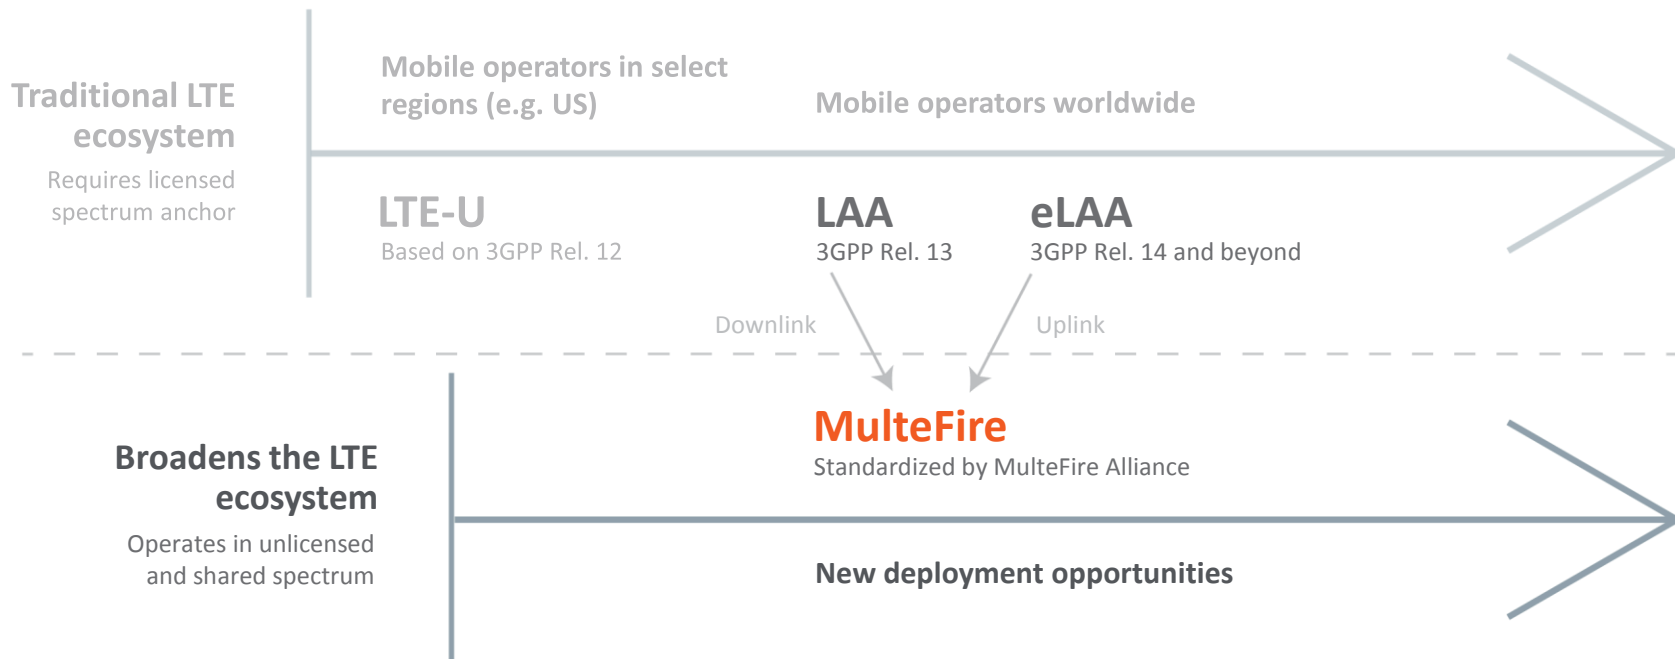 Traditional LTE
ecosystem
Requires licensed
spectrum anchor
Mobile operators in select
regions (e.g. US)
Mobile operators worldwide
LTE-U
Based on 3GPP Rel. 12
LAA
3GPP Rel. 13
eLAA
3GPP Rel. 14 and beyond
Downlink
Uplink
Broadens the LTE
ecosystem
Operates in unlicensed
and shared spectrum
MulteFire
Standardized by MulteFire Alliance
New deployment opportunities